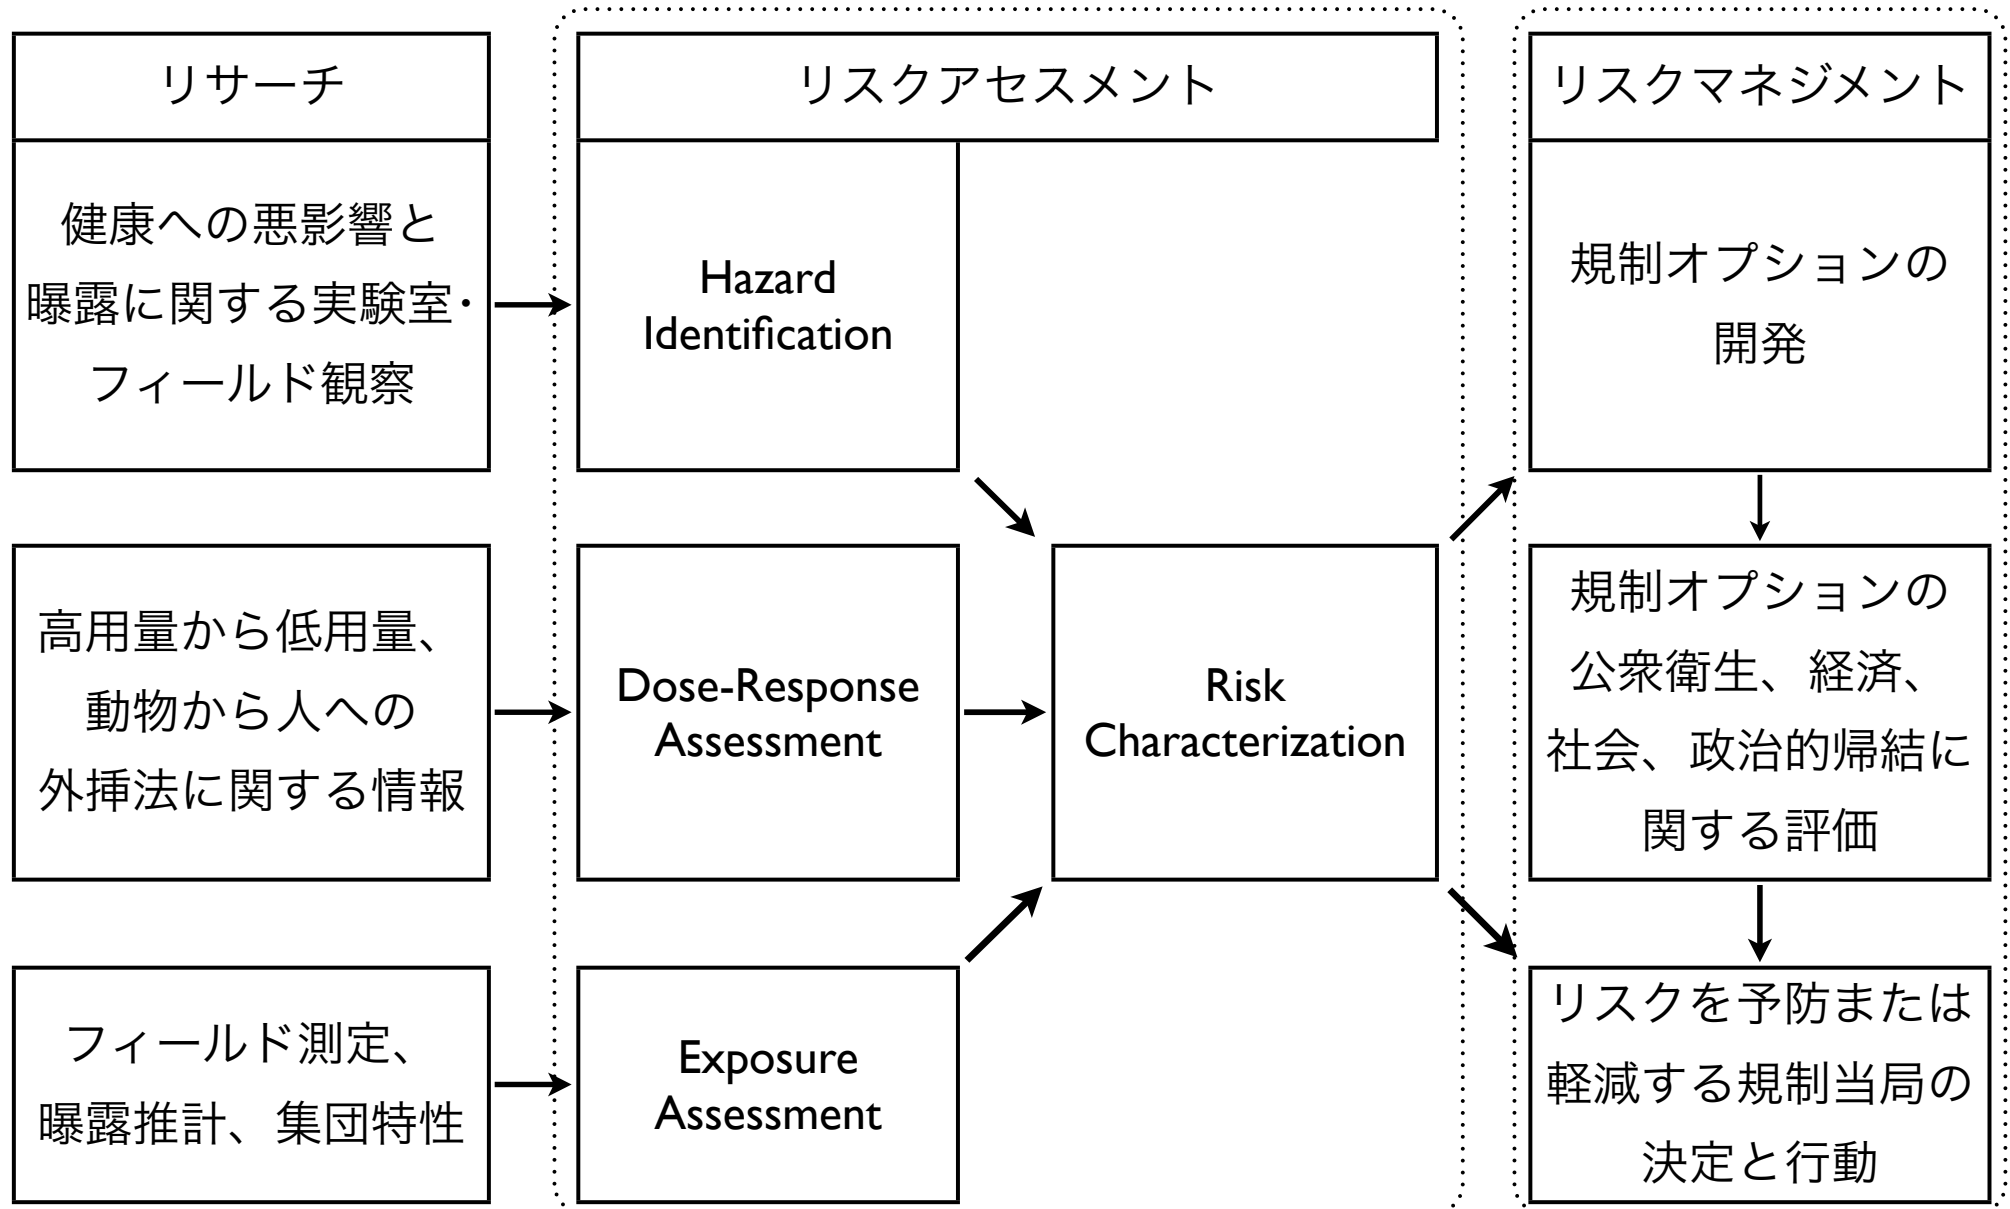 リサーチ
健康への悪影響と
曝露に関する実験室・
フィールド観察
高用量から低用量、
動物から人への
外挿法に関する情報
フィールド測定、
曝露推計、集団特性
リスクアセスメント
Hazard
Identification
Dose-Response
Assessment
Exposure
Assessment
Risk
Characterization
リスクマネジメント
規制オプションの
開発
規制オプションの
公衆衛生、経済、
社会、政治的帰結に
関する評価
リスクを予防または
軽減する規制当局の
決定と行動